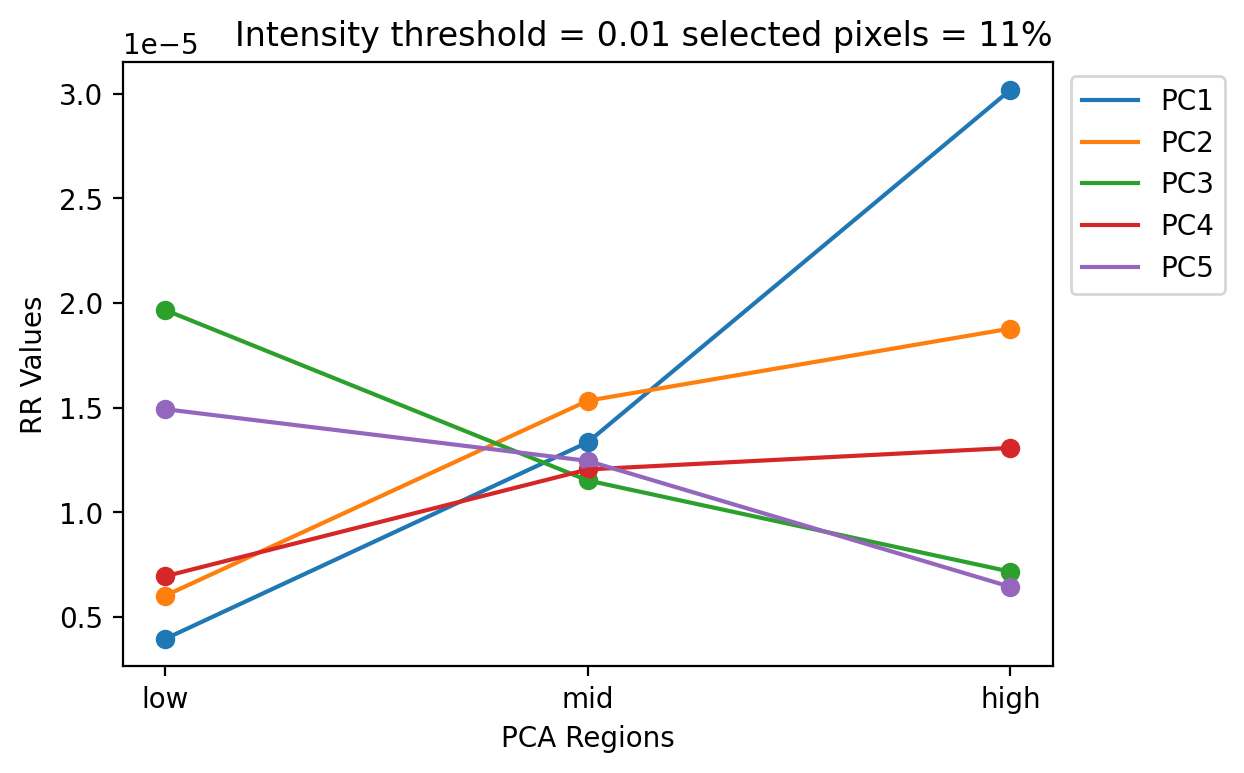 Intensity threshold = 0.01 selected pixels = 11%
1e−5
3.0
2.5
2.0
1.5
1.0
0.5
RR Values
low mid high
PCA Regions
PC1
PC2
PC3
PC4
PC5